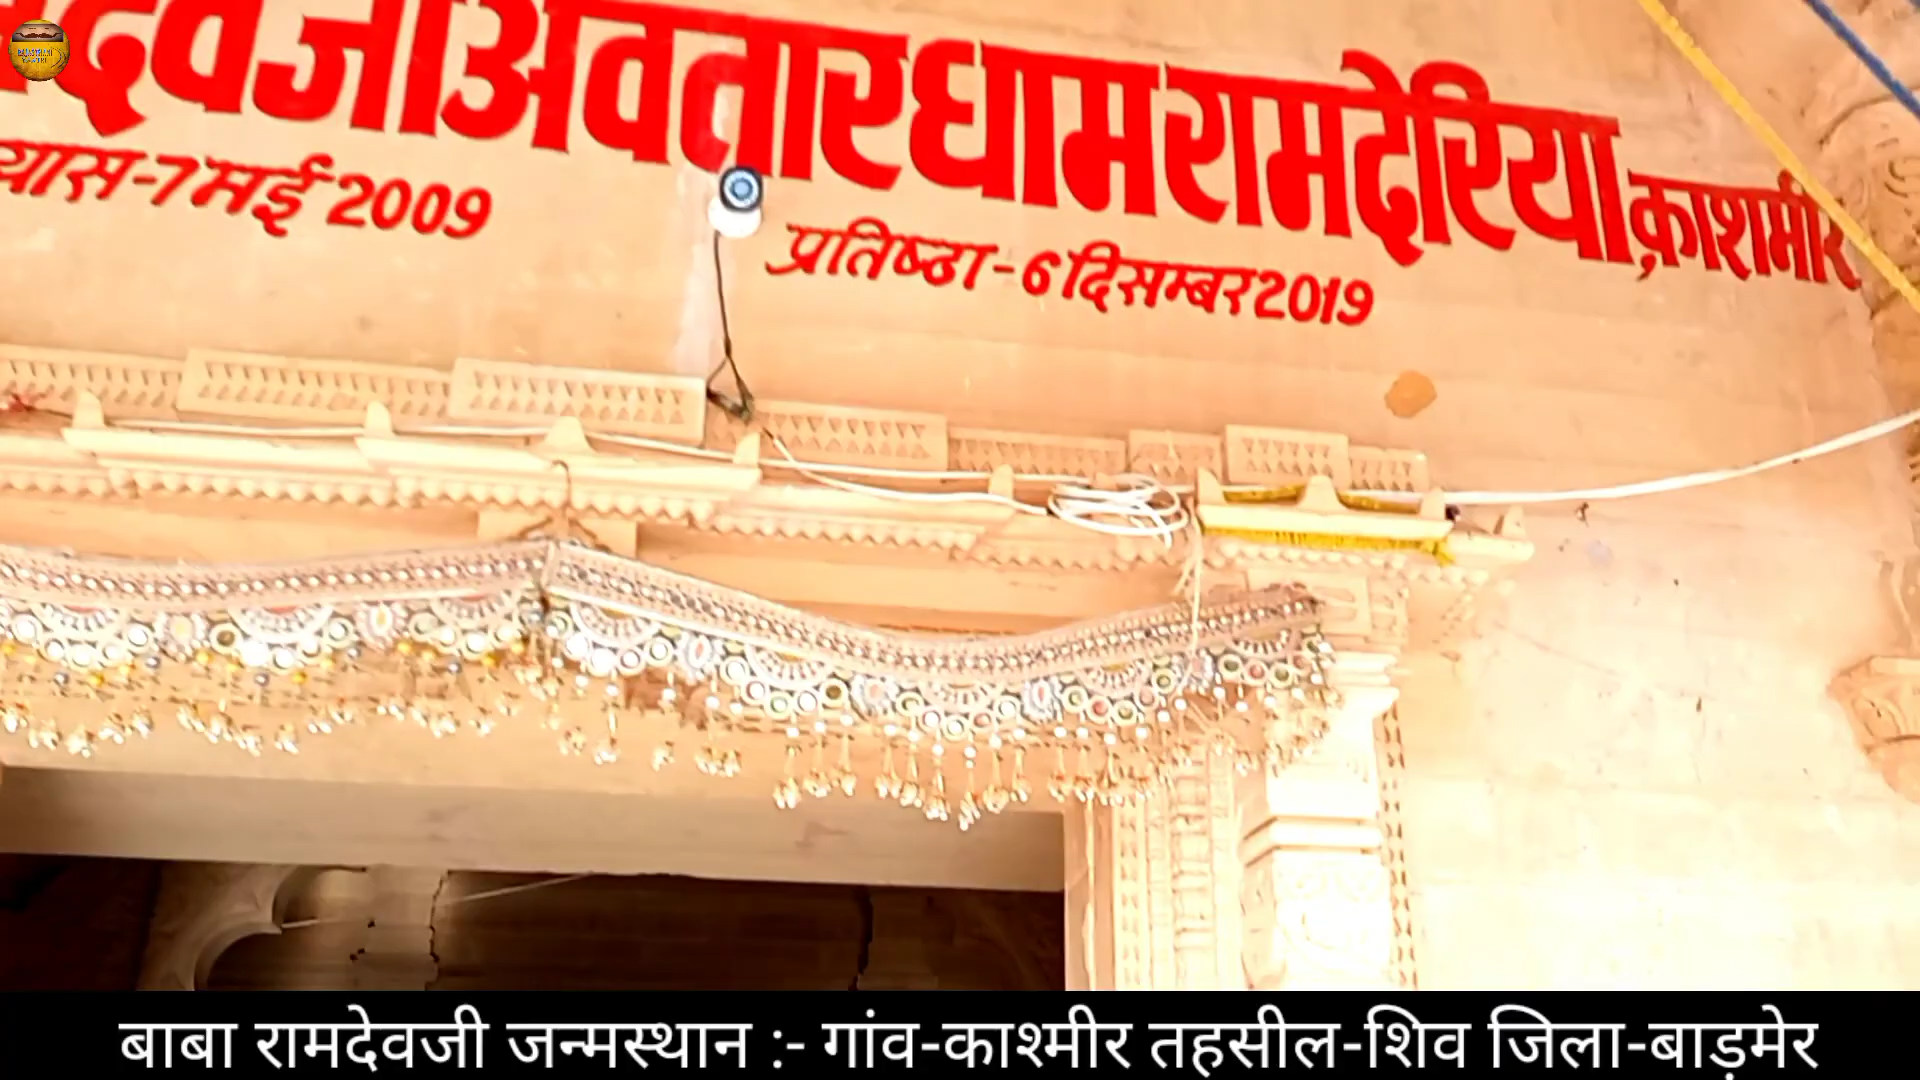 देवजी अवतार धाम रामदेरिया, काशमीर
यास-7 मई 2009
प्रतिष्ठा-6 दिसम्बर 2019
बाबा रामदेवजी जन्मस्थान :- गांव-काश्मीर तहसील-शिव जिला-बाड़मेर